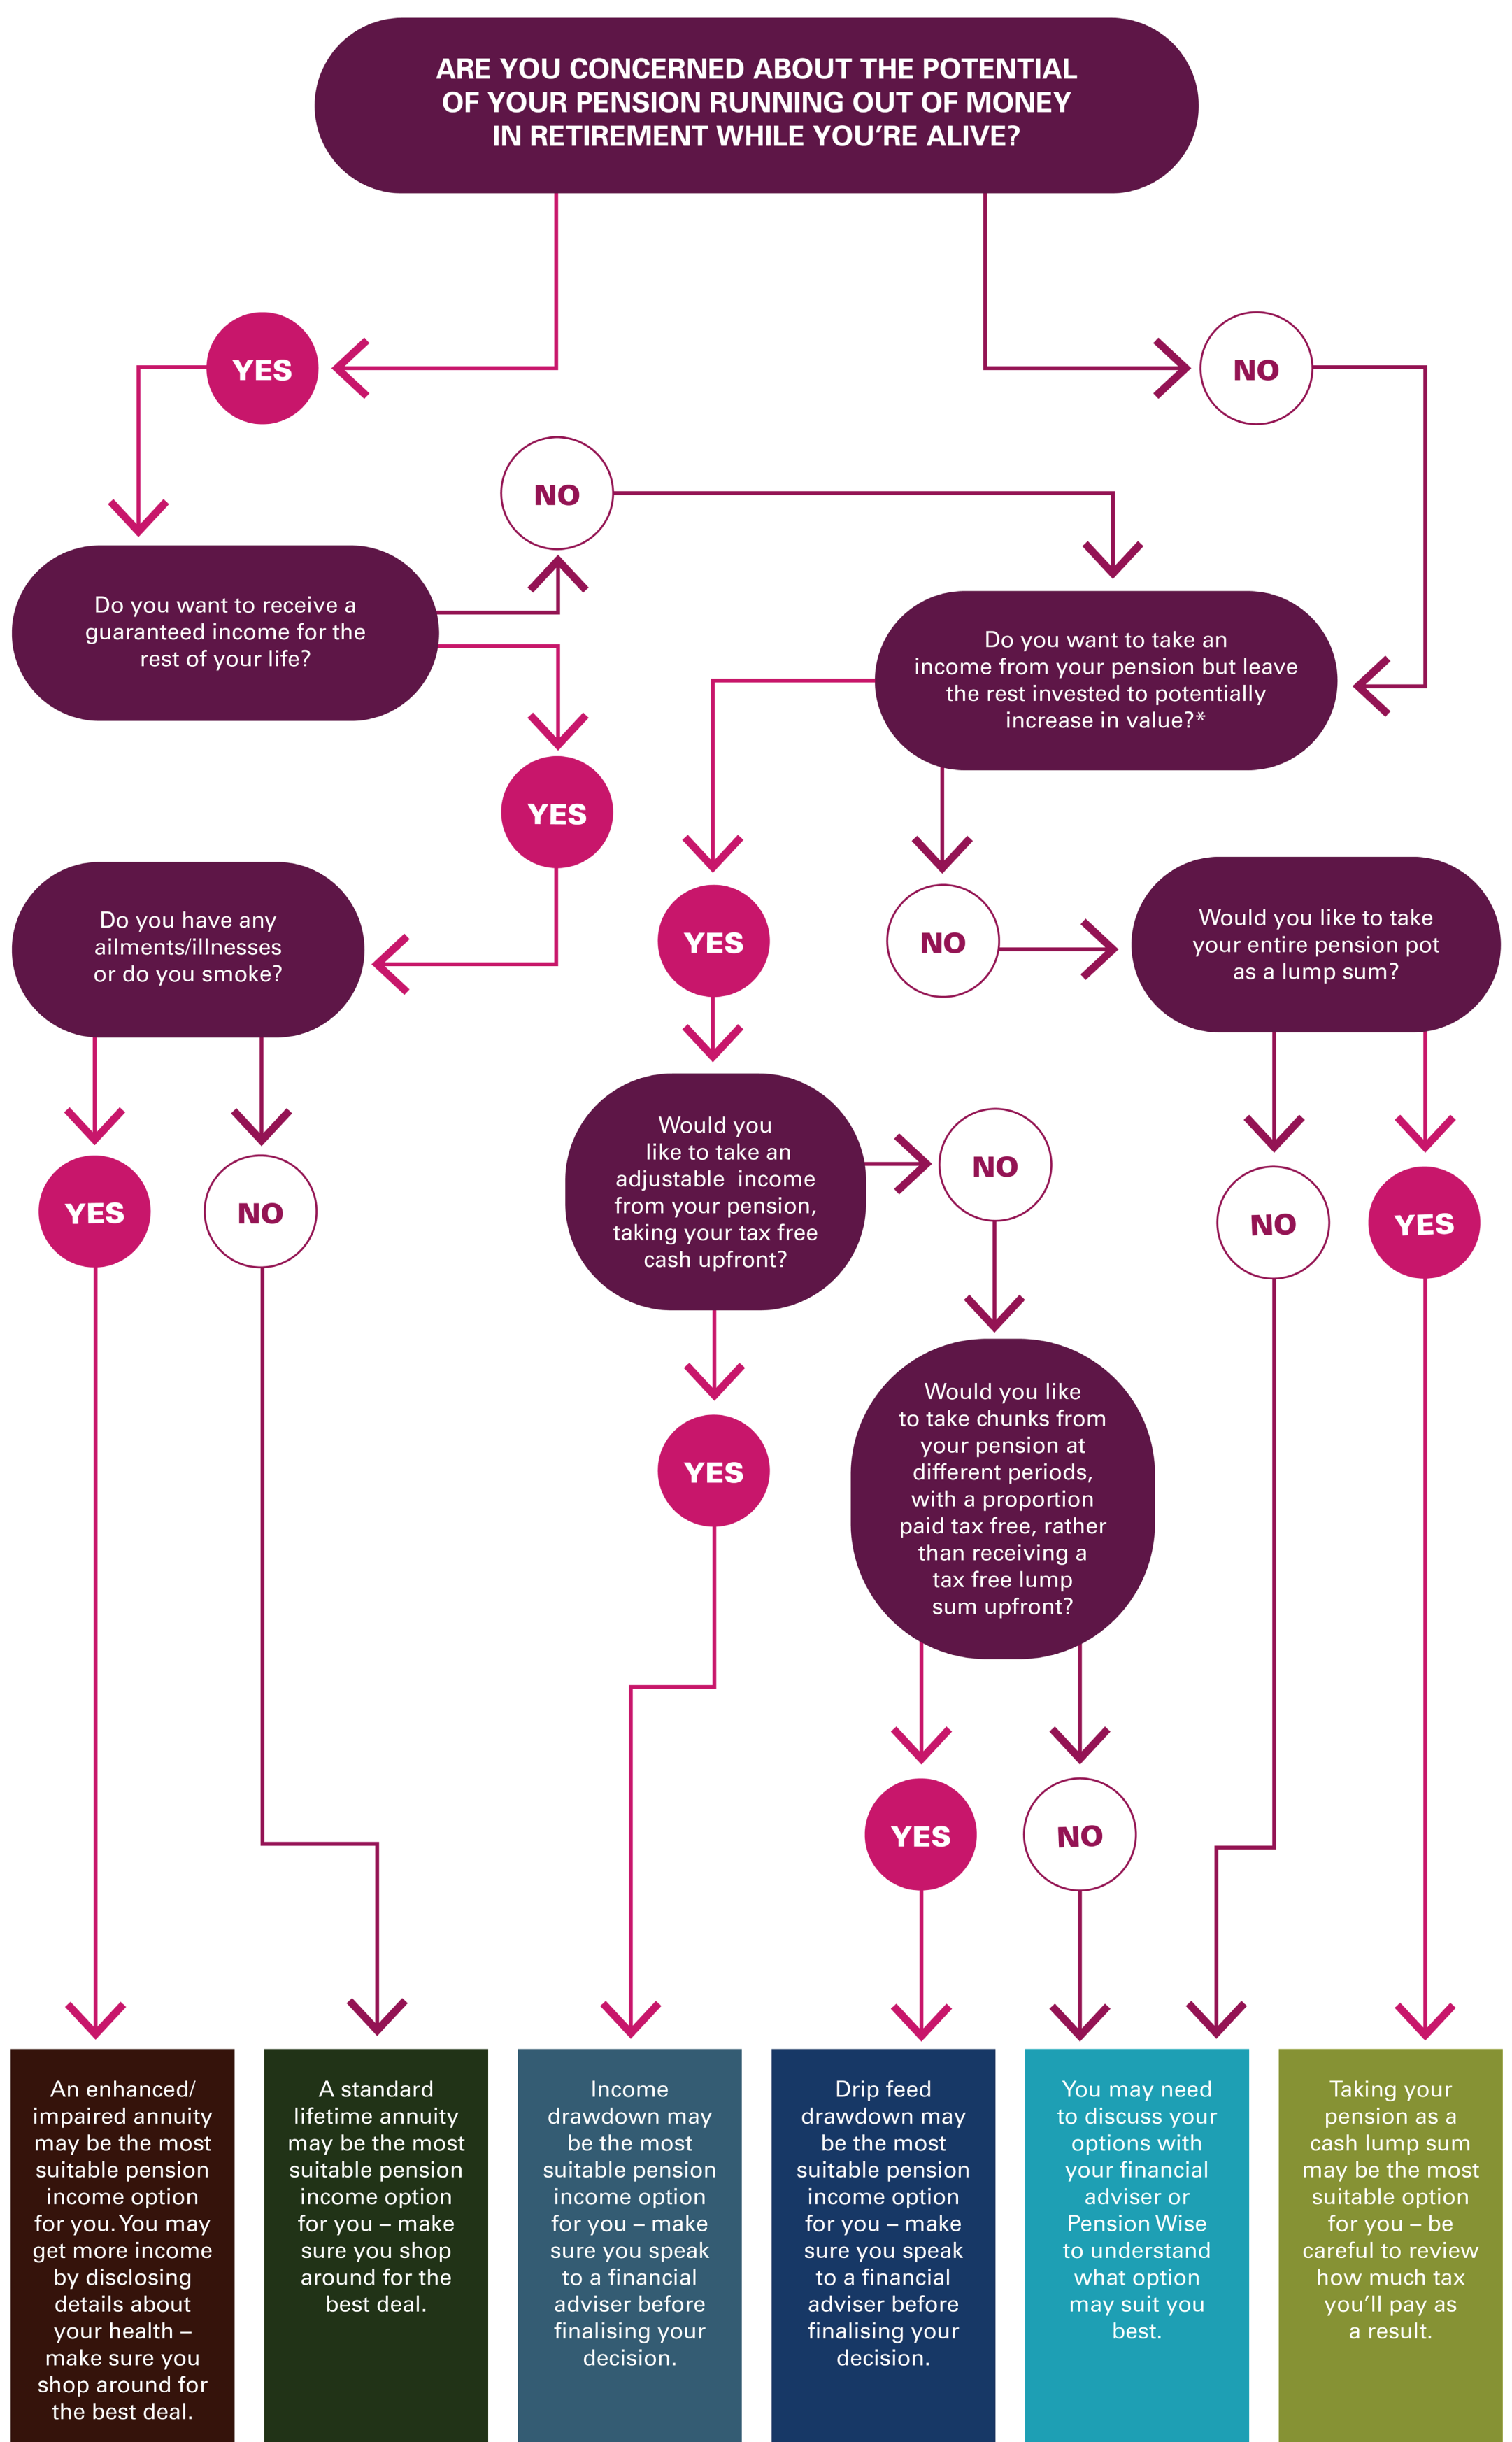 ARE YOU CONCERNED ABOUT THE POTENTIAL
OF YOUR PENSION RUNNING OUT OF MONEY
IN RETIREMENT WHILE YOU'RE ALIVE?
YES
NO
NO
Do you want to receive a
guaranteed income for the
rest of your life?
Do you want to take an
income from your pension but leave
the rest invested to potentially
increase in value?*
YES
Do you have any
ailments/illnesses
or do you smoke?
YES
NO
Would you like to take
your entire pension pot
as a lump sum?
Would you
like to take an
adjustable income
from your pension,
taking your tax free
cash upfront?
NO
YES
NO
NO
YES
Would you like
to take chunks from
your pension at
different periods,
with a proportion
paid tax free, rather
than receiving a
tax free lump
sum upfront?
YES
YES
NO
An enhanced/
impaired annuity
may be the most
suitable pension
income option
for you. You may
get more income
by disclosing
details about
your health –
make sure you
shop around for
the best deal.
A standard
lifetime annuity
may be the most
suitable pension
income option
for you – make
sure you shop
around for the
best deal.
Income
drawdown may
be the most
suitable pension
income option
for you – make
sure you speak
to a financial
adviser before
finalising your
decision.
Drip feed
drawdown may
be the most
suitable pension
income option
for you – make
sure you speak
to a financial
adviser before
finalising your
decision.
You may need
to discuss your
options with
your financial
adviser or
Pension Wise
to understand
what option
may suit you
best.
Taking your
pension as a
cash lump sum
may be the most
suitable option
for you – be
careful to review
how much tax
you'll pay as
a result.